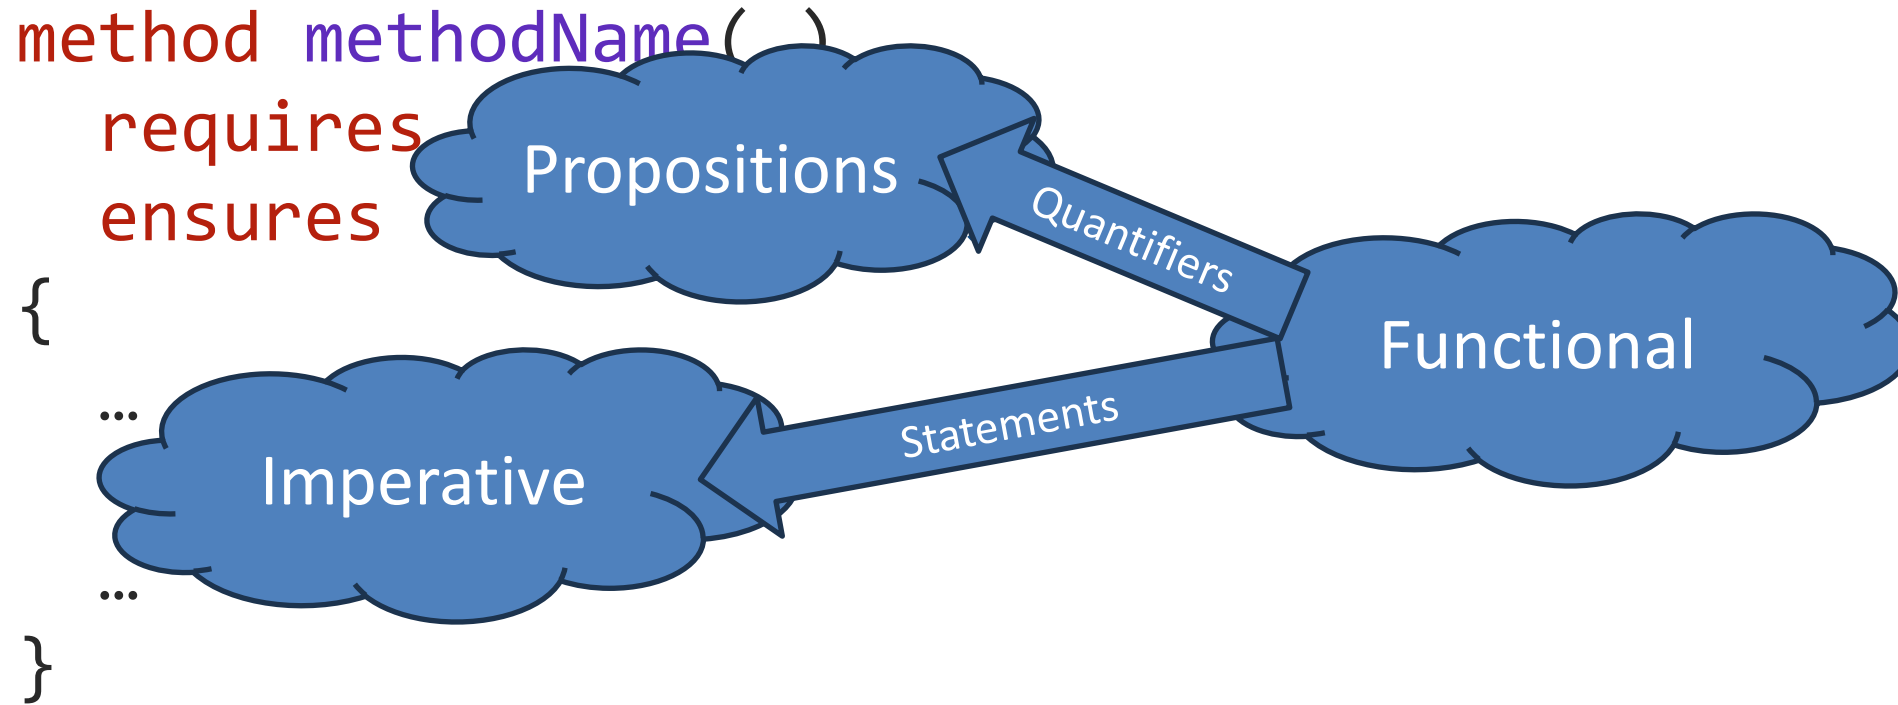 method methodName( )
requires
Propositions
ensures
Quantifiers
{
Functional
…
Statements
Imperative
…
}